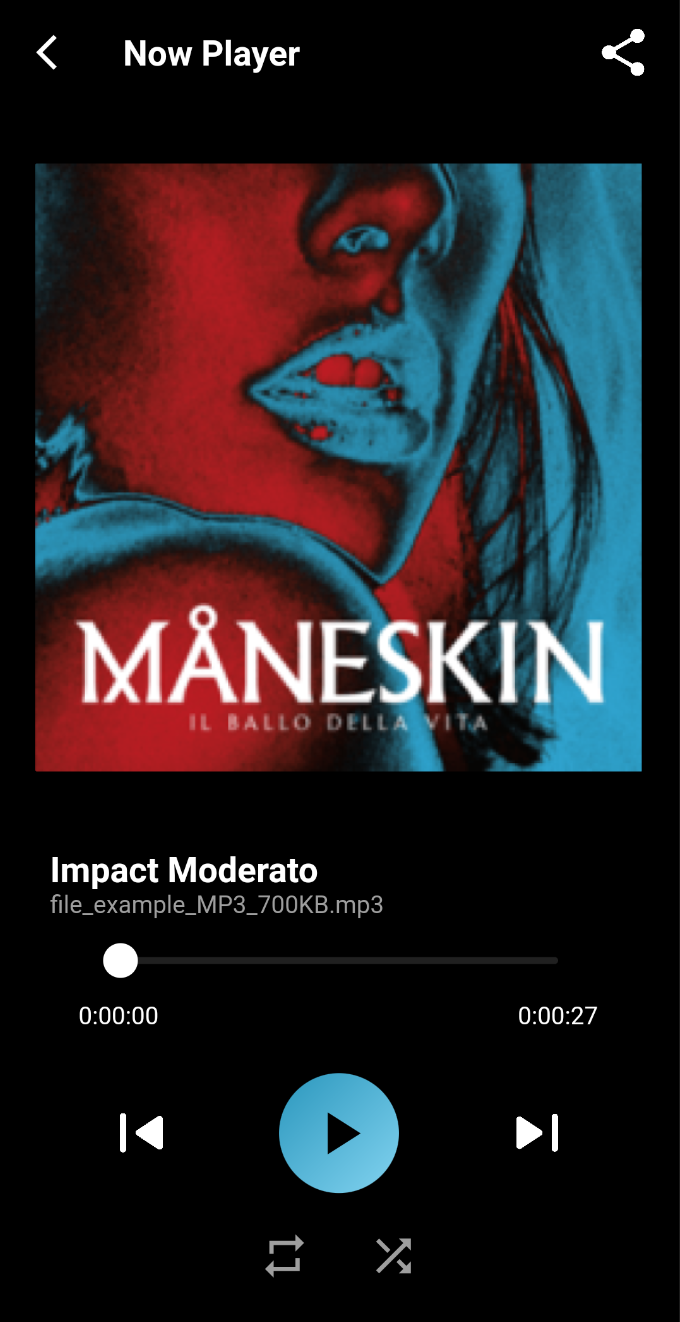 Now Player
MÅNESKIN
IL BALLO DELLA VITA
Impact Moderato
file_example_MP3_700KB.mp3
0:00:00
0:00:27